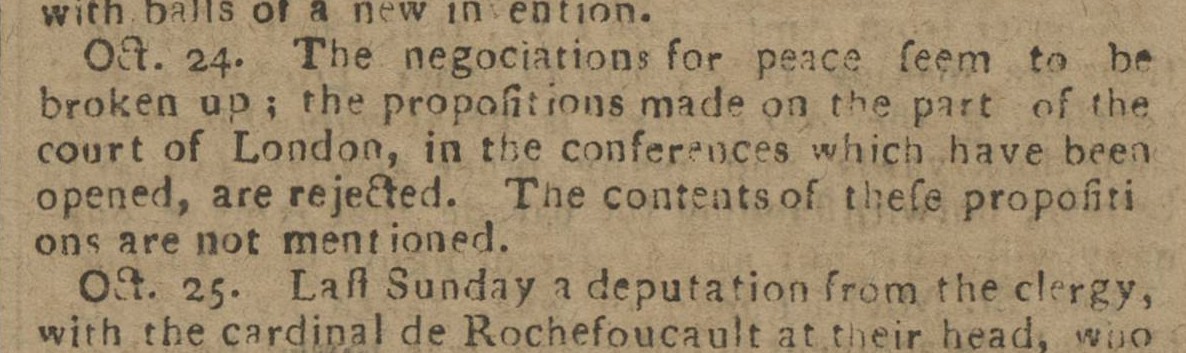 with balls of a new in ention.
Oct. 24. The negociations for peace ſeem to be
broken up; the propoſitions made on the part of the
court of London, in the conferences which have been
opened, are rejected. The contents of theſe propoſiti
ons are not mentioned.
Oct. 25. Laſt Sunday a deputation from the clergy,
with the cardinal de Rochefoucault at their head, who